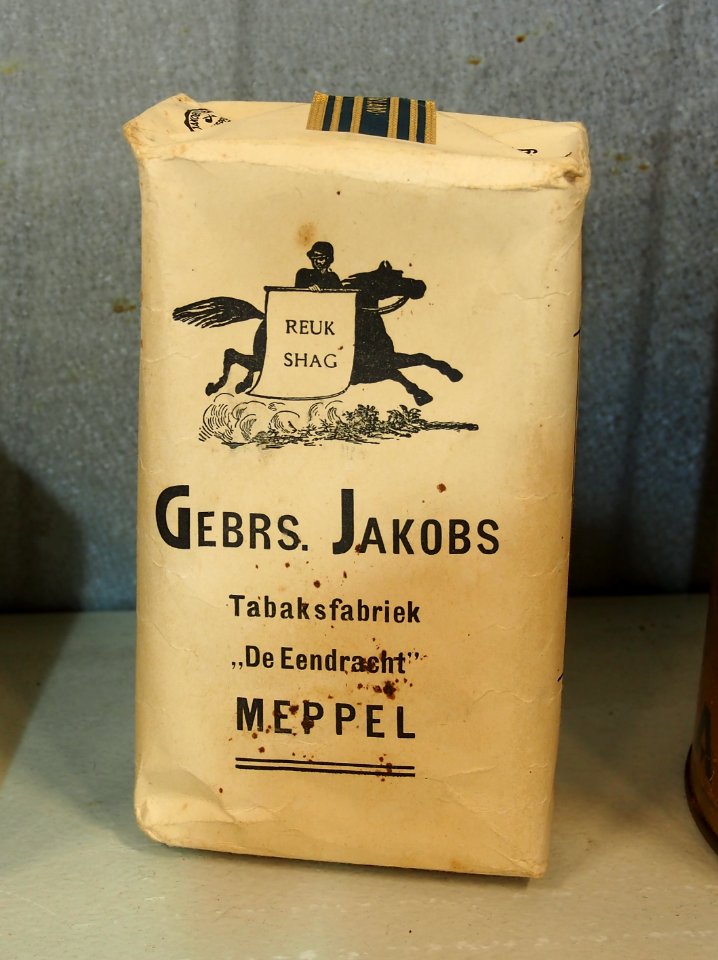 REUK
SHAG
GEBRS. JAKOBS
Tabaksfabriek
„De Eendracht”
MEPPEL